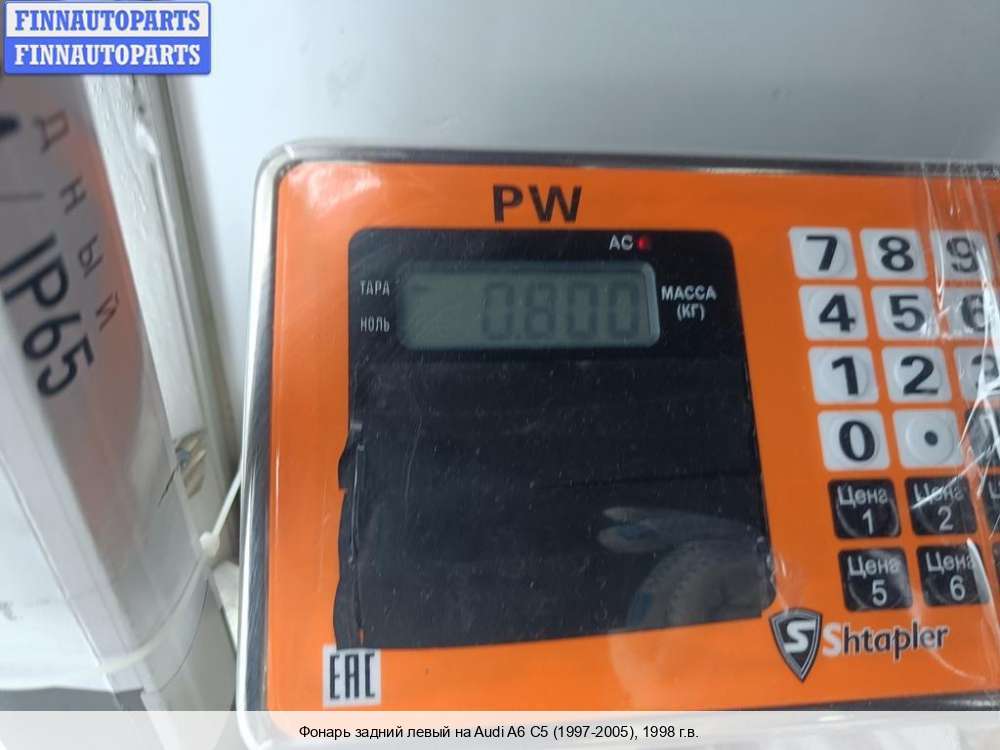 FINNAUTOPARTS
FINNAUTOPARTS
ДНЫЙ
IP65
PW
AC
ТАРА
НОЛЬ
0.800
МАССА
(КГ)
7 8 9
4 5 6
1 2
0 .
Цена Цена
1 2
Цена Цена
5 6
Shtapler
EAC
Фонарь задний левый на Audi A6 C5 (1997-2005), 1998 г.в.